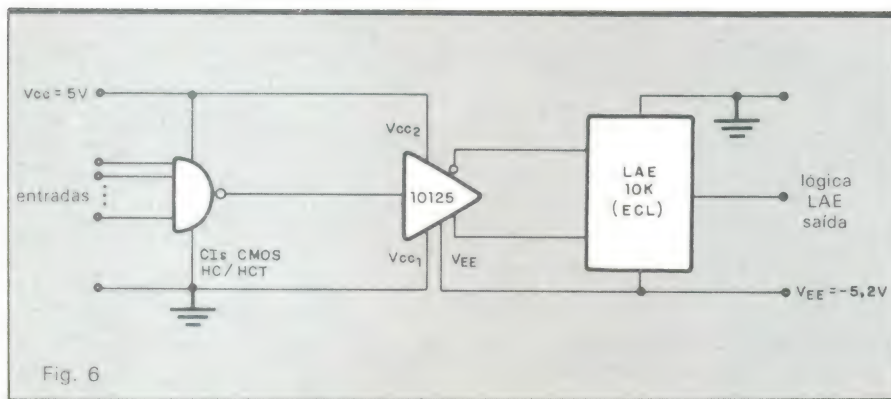 Vcc = 5V
Vcc2
entradas
10125
LAE
10K
(ECL)
lógica
LAE
saída
CIs CMOS
HC/HCT
Vcc1
VEE
VEE = -5,2V
Fig. 6